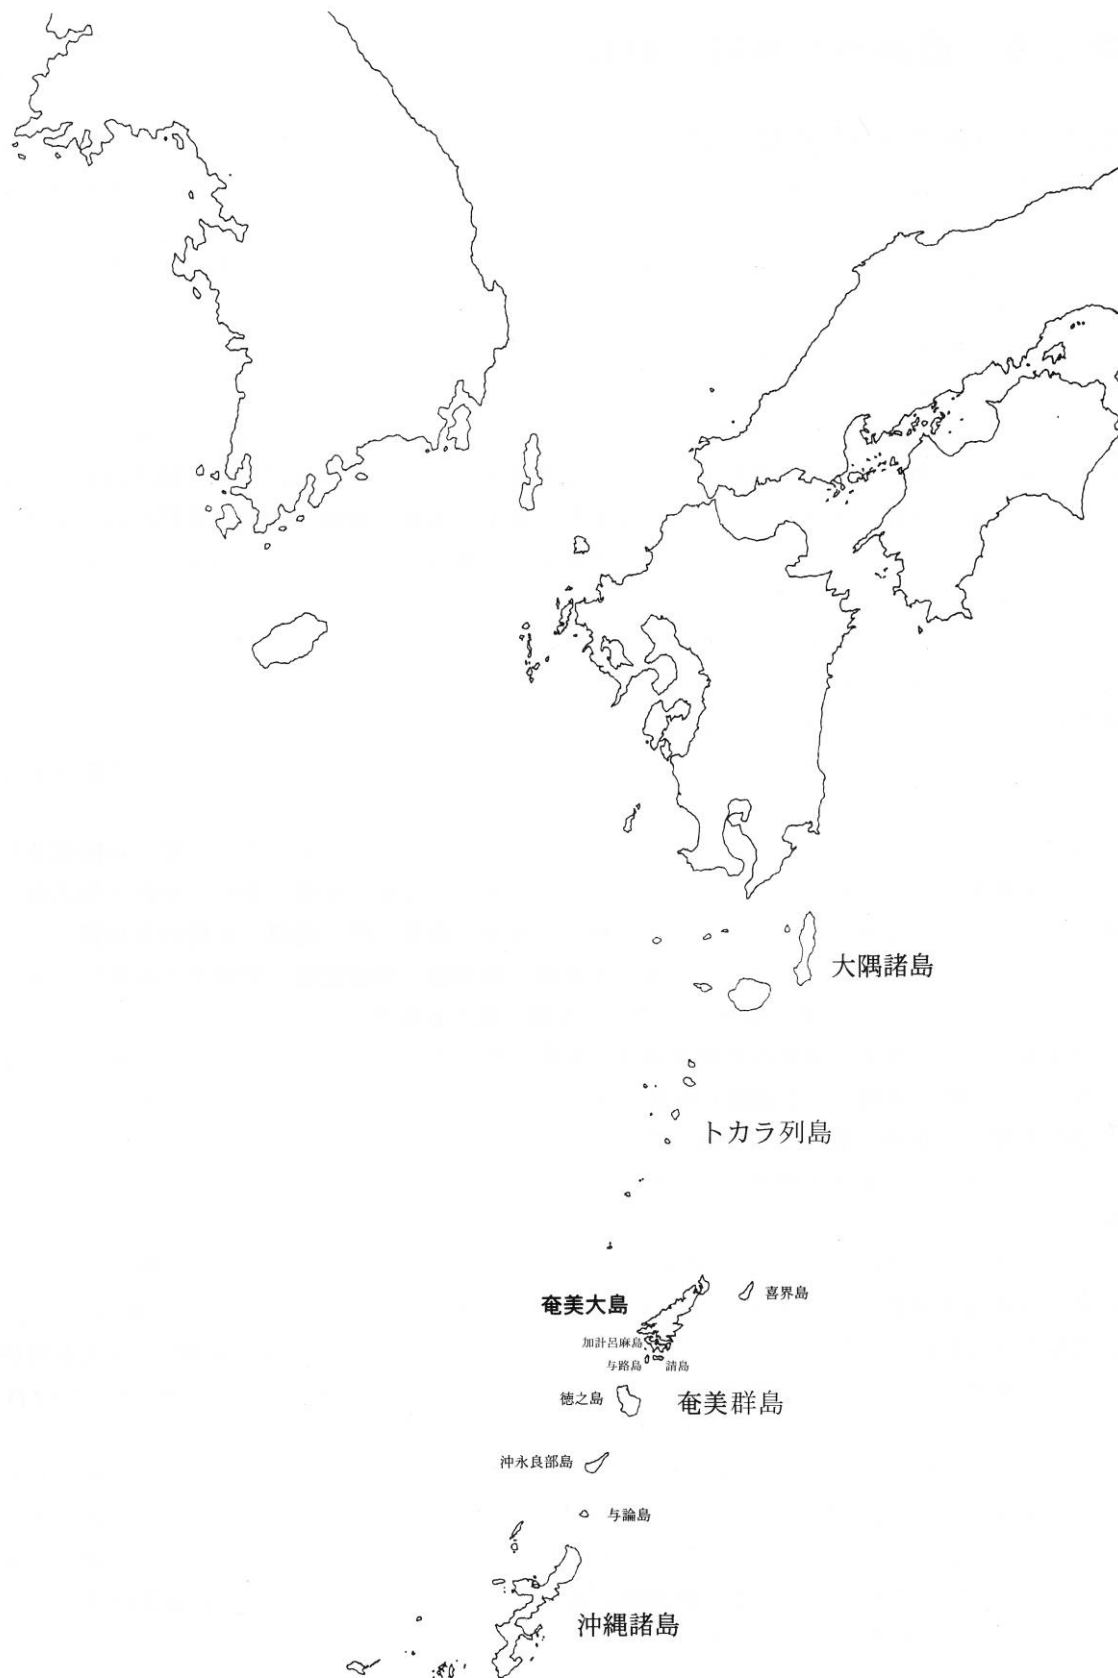 大隅諸島
トカラ列島
奄美大島
喜界島
加計呂麻島
与路島
請島
徳之島
奄美群島
沖永良部島
与論島
沖縄諸島